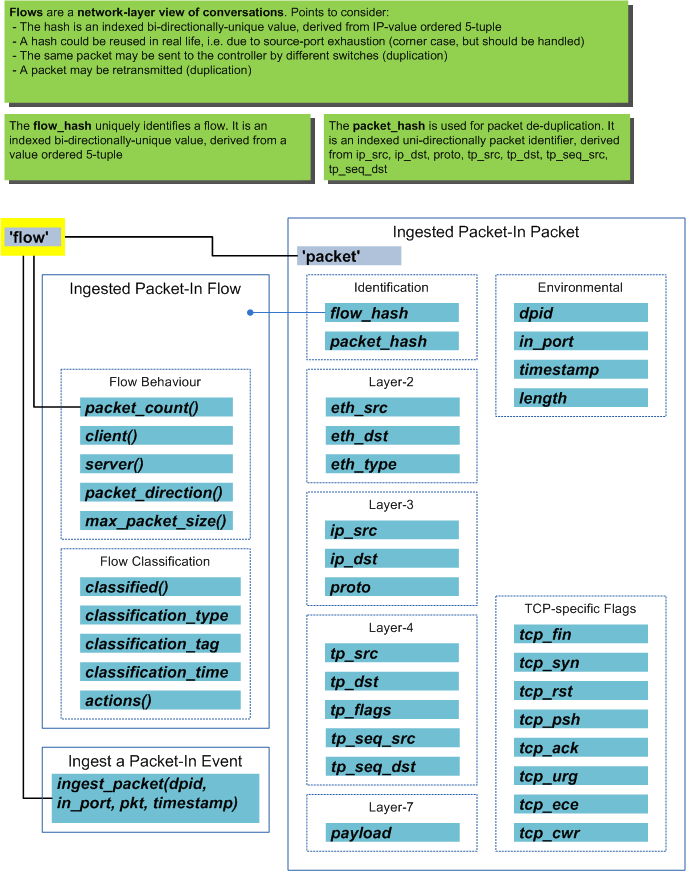 Flows are a network-layer view of conversations. Points to consider:
- The hash is an indexed bi-directionally-unique value, derived from IP-value ordered 5-tuple
- A hash could be reused in real life, i.e. due to source-port exhaustion (corner case, but should be handled)
- The same packet may be sent to the controller by different switches (duplication)
- A packet may be retransmitted (duplication)
The flow_hash uniquely identifies a flow. It is an
indexed bi-directionally-unique value, derived from a
value ordered 5-tuple
The packet_hash is used for packet de-duplication. It
is an indexed uni-directionally packet identifier, derived
from ip_src, ip_dst, proto, tp_src, tp_dst, tp_seq_src,
tp_seq_dst
'flow'
Ingested Packet-In Flow
Flow Behaviour
packet_count()
client()
server()
packet_direction()
max_packet_size()
Flow Classification
classified()
classification_type
classification_tag
classification_time
actions()
Ingest a Packet-In Event
ingest_packet(dpid,
in_port, pkt, timestamp)
Ingested Packet-In Packet
'packet'
Identification
flow_hash
packet_hash
Layer-2
eth_src
eth_dst
eth_type
Layer-3
ip_src
ip_dst
proto
Layer-4
tp_src
tp_dst
tp_flags
tp_seq_src
tp_seq_dst
Layer-7
payload
Environmental
dpid
in_port
timestamp
length
TCP-specific Flags
tcp_fin
tcp_syn
tcp_rst
tcp_psh
tcp_ack
tcp_urg
tcp_ece
tcp_cwr